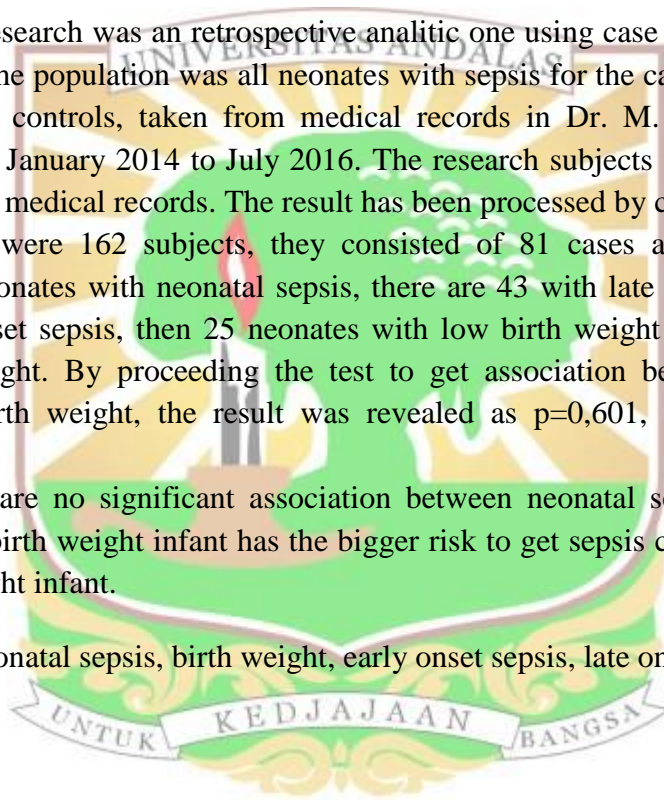 esearch was an retrospective analitic one using case
UNIVERSITAS ANDALAS
ne population was all neonates with sepsis for the ca
controls, taken from medical records in Dr. M.
January 2014 to July 2016. The research subjects
medical records. The result has been processed by c
were 162 subjects, they consisted of 81 cases a
onates with neonatal sepsis, there are 43 with late
set sepsis, then 25 neonates with low birth weight
ght. By proceeding the test to get association be
rth weight, the result was revealed as p=0,601,
are no significant association between neonatal s
birth weight infant has the bigger risk to get sepsis c
ght infant.
onatal sepsis, birth weight, early onset sepsis, late on
UNTUK KEDJAJAAN BANGSA